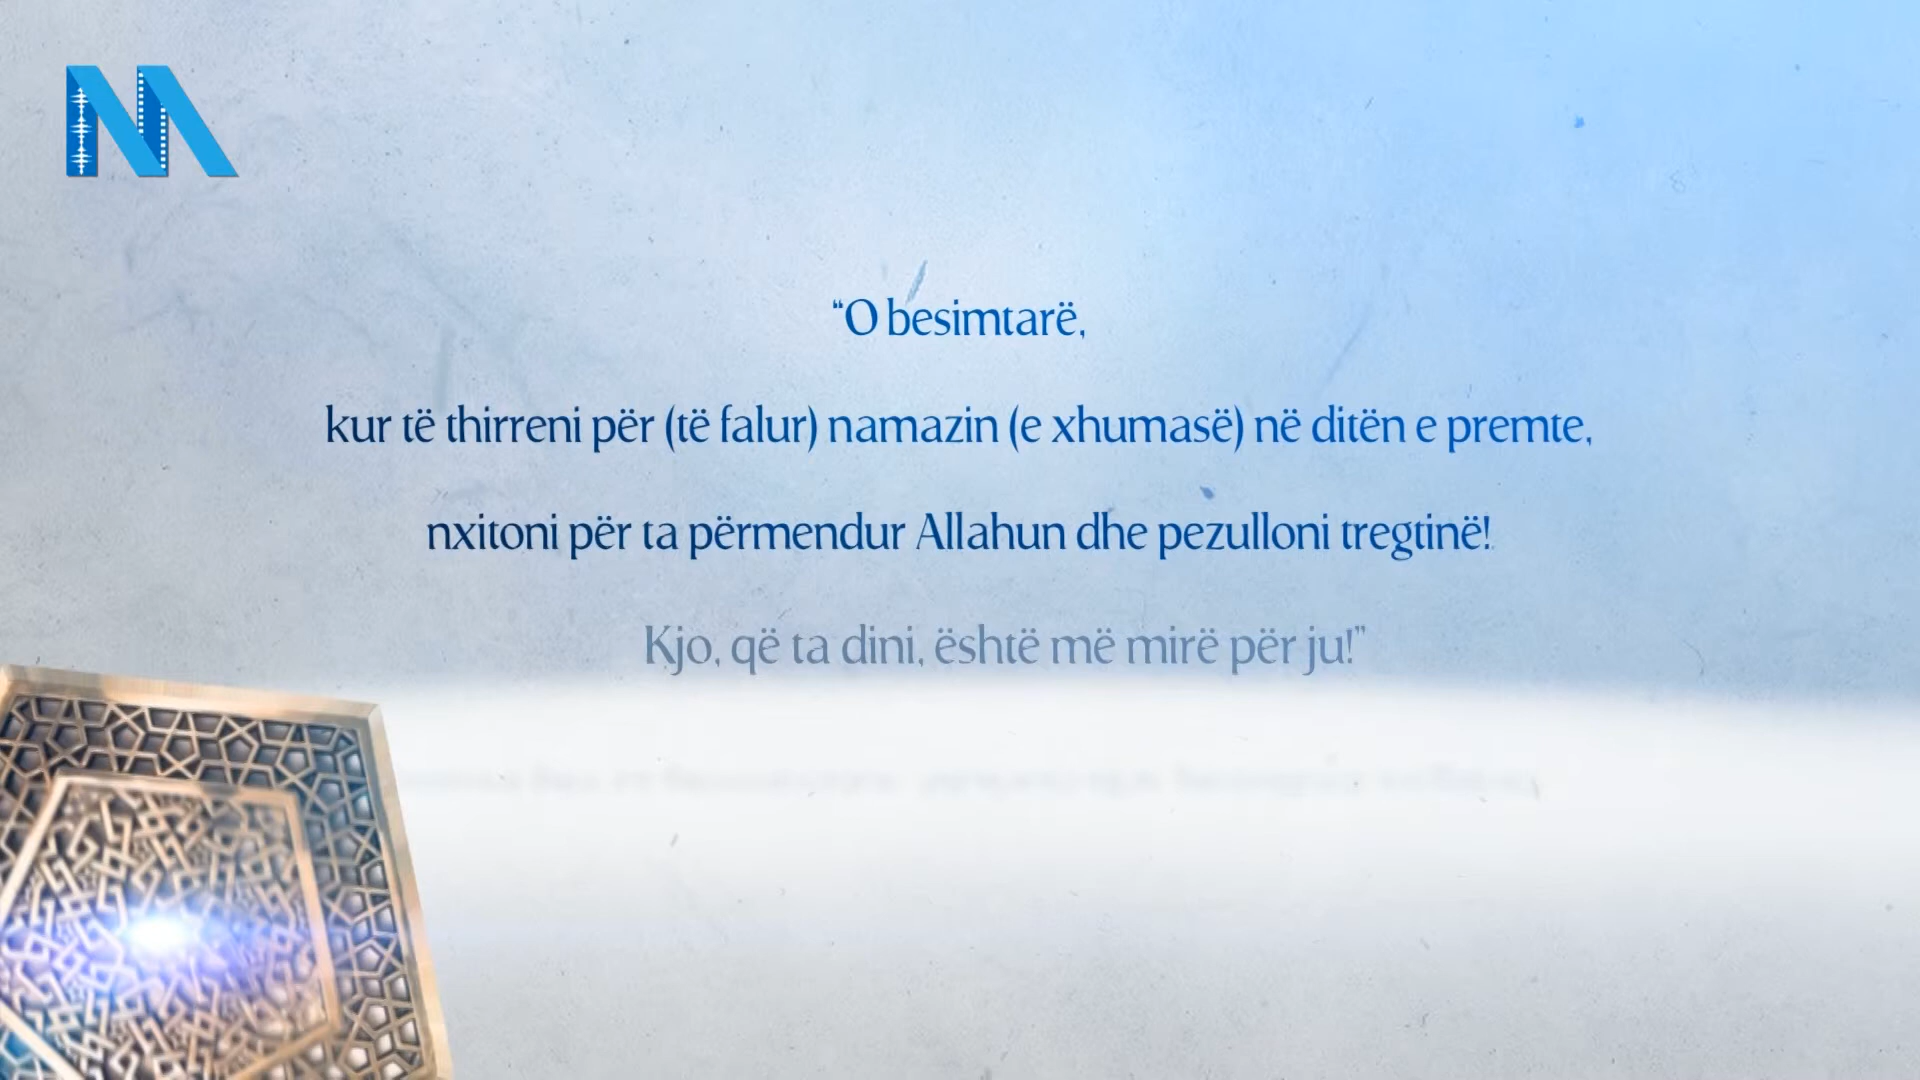 “O besimtarë,
kur të thirreni për (të falur) namazin (e xhumasë) në ditën e premte,
nxitoni për ta përmendur Allahun dhe pezulloni tregtinë!
Kjo, që ta dini, është më mirë për ju!”